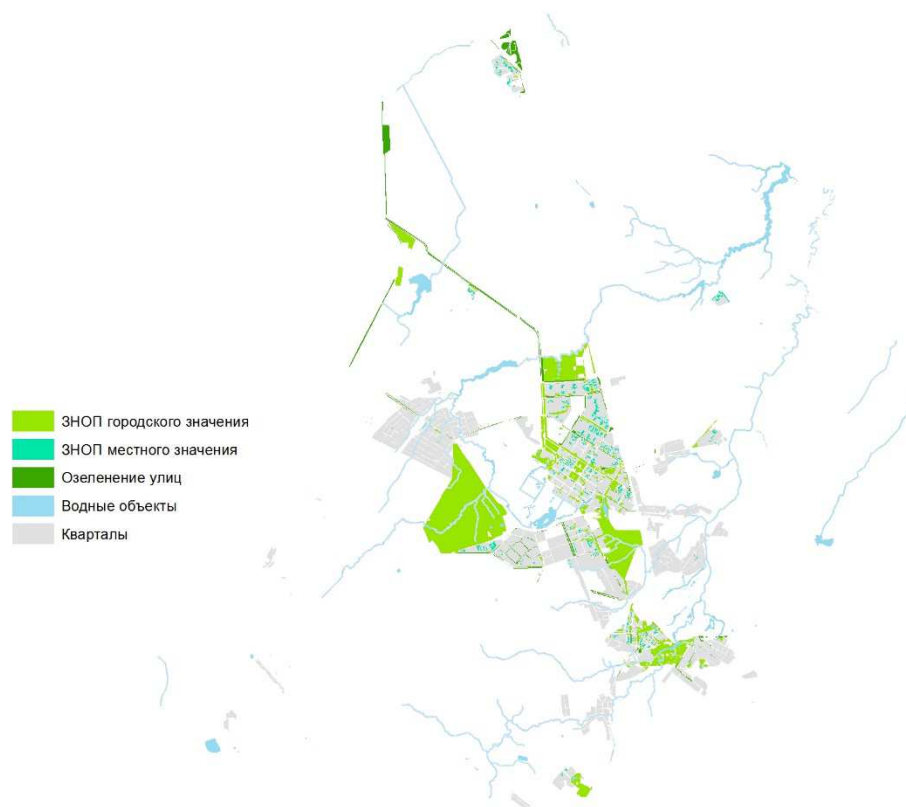 ЗНОП городского значения
ЗНОП местного значения
Озеленение улиц
Водные объекты
Кварталы